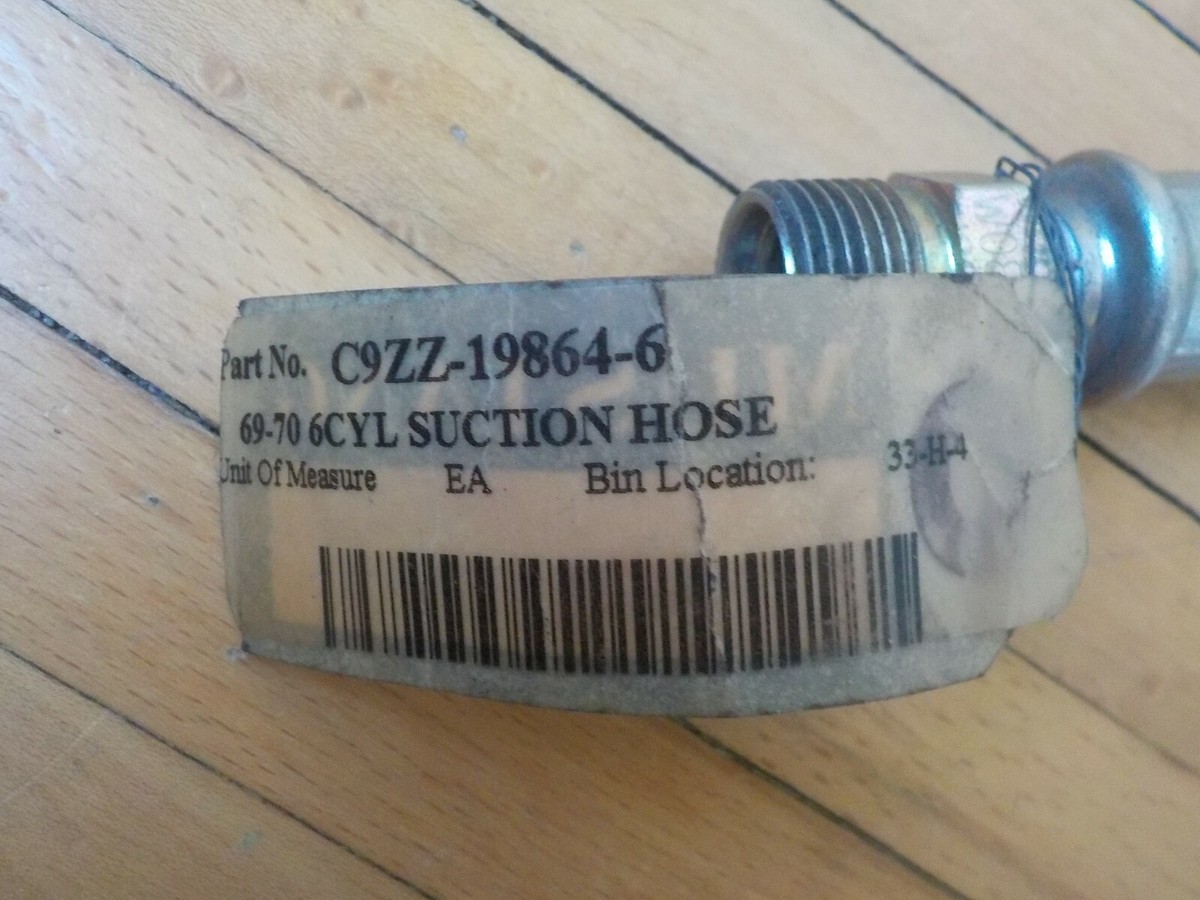 Part No. C9ZZ-19864-6
69-70 6CYL SUCTION HOSE
Unit Of Measure EA Bin Location: 33-H-4